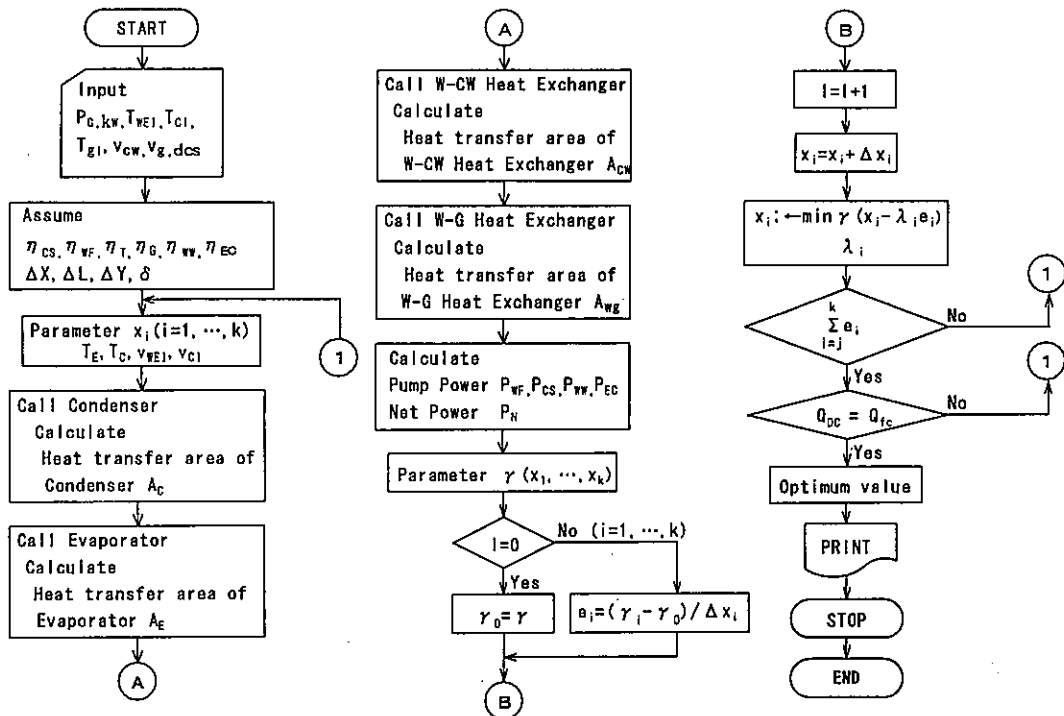 START
Input
P_G,kW, T_WEI, T_CI,
T_gI, v_CW, v_g,dcs
Assume
η_CS, η_WF, η_T, η_G, η_WW, η_EC
ΔX, ΔL, ΔY, δ
Parameter x_i (i=1, ···, k)
T_E, T_C, v_WEI, v_CI
1
Call Condenser
Calculate
Heat transfer area of
Condenser A_C
Call Evaporator
Calculate
Heat transfer area of
Evaporator A_E
A
A
Call W-CW Heat Exchanger
Calculate
Heat transfer area of
W-CW Heat Exchanger A_CW
Call W-G Heat Exchanger
Calculate
Heat transfer area of
W-G Heat Exchanger A_Wg
Calculate
Pump Power P_WF, P_CS, P_WW, P_EC
Net Power P_N
Parameter γ (x_1, ···, x_k)
I=0
No (i=1, ···, k)
Yes
γ_0=γ
e_i=(γ_i-γ_0)/Δx_i
B
B
I=I+1
x_i=x_i+Δx_i
x_i:←min γ (x_i-λ_i e_i)
λ_i
1
k
Σ e_i
i=j
No
Yes
1
Q_DC = Q_fc
No
Yes
Optimum value
PRINT
STOP
END